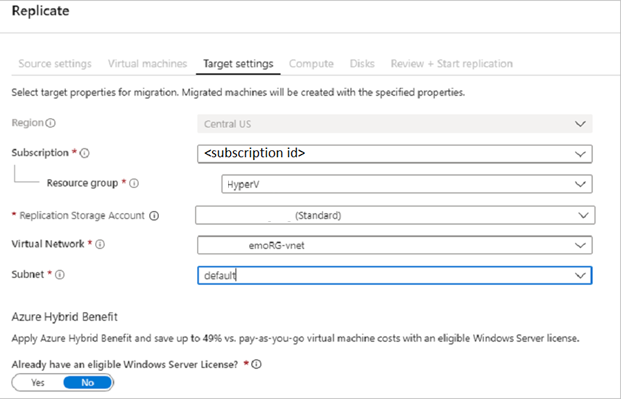 Replicate
Source settings Virtual machines Target settings Compute Disks Review + Start replication
Select target properties for migration. Migrated machines will be created with the specified properties.
Region Central US
Subscription * <subscription id>
Resource group * HyperV
* Replication Storage Account (Standard)
Virtual Network * emoRG-vnet
Subnet * default
Azure Hybrid Benefit
Apply Azure Hybrid Benefit and save up to 49% vs. pay-as-you-go virtual machine costs with an eligible Windows Server license.
Already have an eligible Windows Server License? *
Yes No